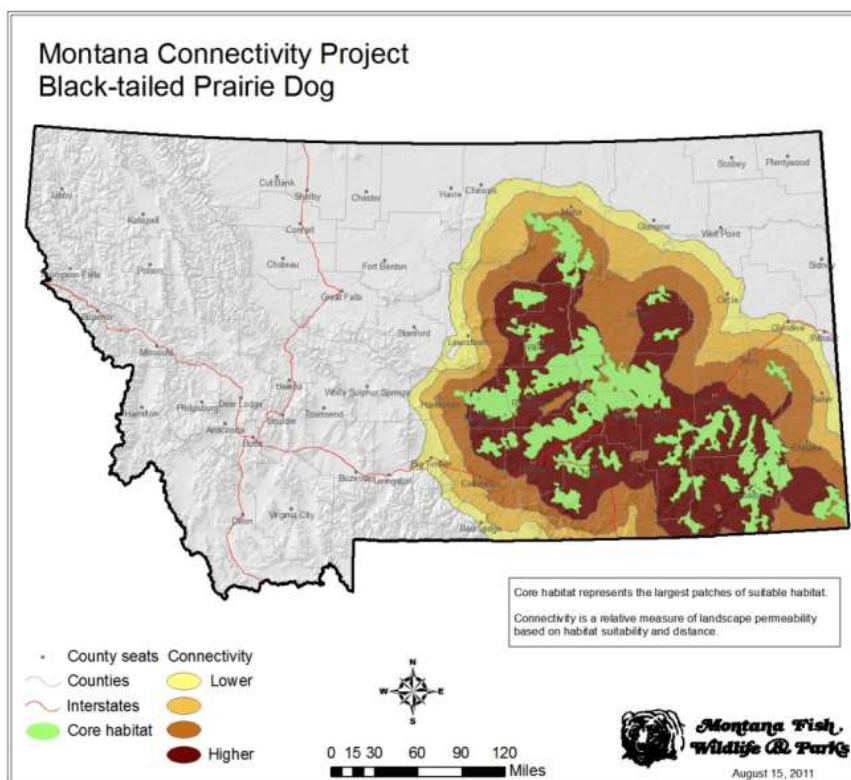 Montana Connectivity Project
Black-tailed Prairie Dog
Scobey
Plentywood
Cut Bank
Shelby
Chester
Havre
Chinook
Libby
Malta
Kalispell
Conrad
Glasgow
Wolf Point
Choteau
Fort Benton
Polson
Sidney
Great Falls
Circle
Superior
Stanford
Lewistown
Glendive
Wibaux
Missoula
Helena
White Sulphur Springs
Hamilton
Philipsburg
Deer Lodge
Boulder
Townsend
Baker
Anaconda
Butte
Big Timber
Bozeman
Livingston
Columbus
Dillon
Virginia City
Red Lodge
Core habitat represents the largest patches of suitable habitat.
Connectivity is a relative measure of landscape permeability
based on habitat suitability and distance.
County seats
Counties
Interstates
Core habitat
Connectivity
Lower
Higher
N
W
E
S
0 15 30 60 90 120
Miles
Montana Fish,
Wildlife & Parks
August 15, 2011